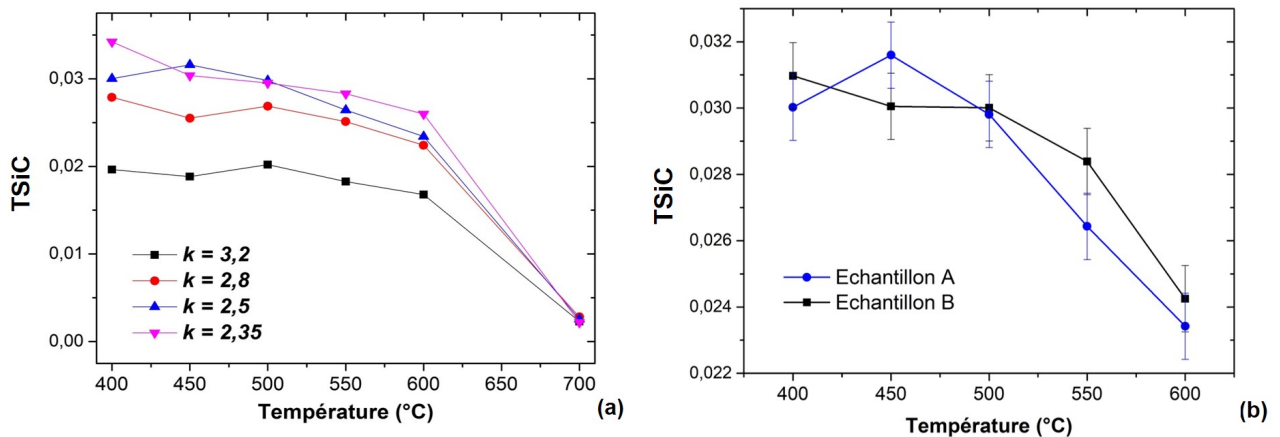 TSiC
0,03
0,02
0,01
0,00
k = 3,2
k = 2,8
k = 2,5
k = 2,35
400 450 500 550 600 650 700
Température (°C)
(a)
TSiC
0,032
0,030
0,028
0,026
0,024
0,022
Echantillon A
Echantillon B
400 450 500 550 600
Température (°C)
(b)